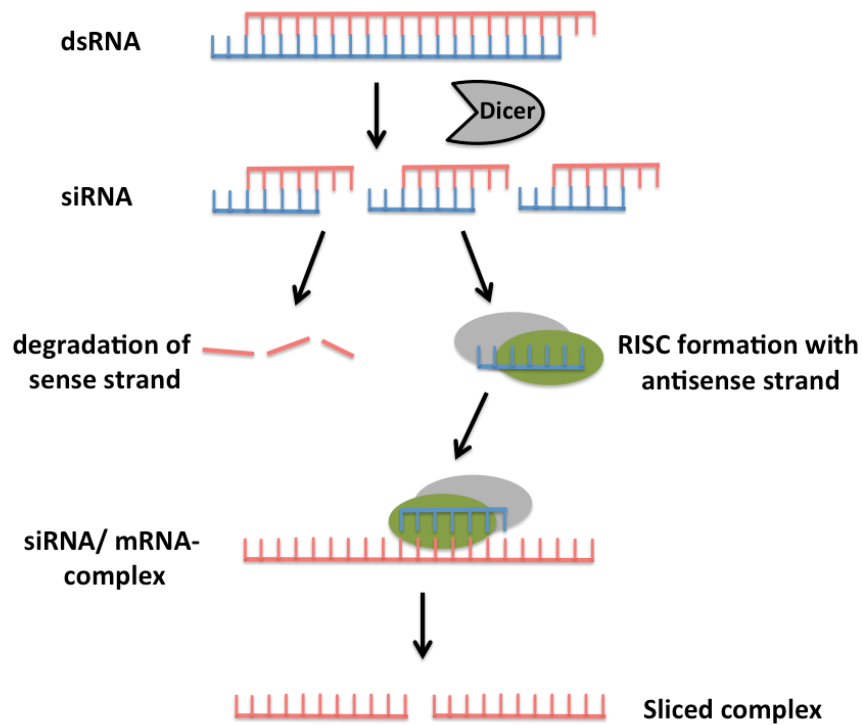 dsRNA
Dicer
siRNA
degradation of
sense strand
RISC formation with
antisense strand
siRNA/ mRNA-
complex
Sliced complex